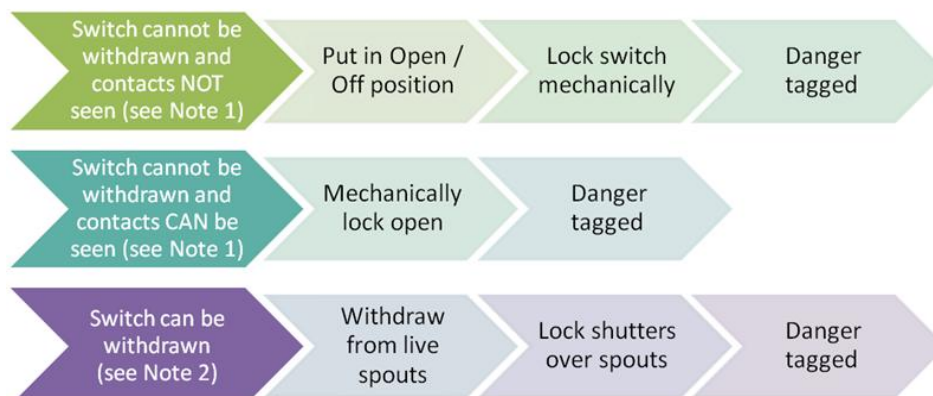 Switch cannot be
withdrawn and
contacts NOT
seen (see Note 1)
Put in Open /
Off position
Lock switch
mechanically
Danger
tagged
Switch cannot be
withdrawn and
contacts CAN be
seen (see Note 1)
Mechanically
lock open
Danger
tagged
Switch can be
withdrawn
(see Note 2)
Withdraw
from live
spouts
Lock shutters
over spouts
Danger
tagged